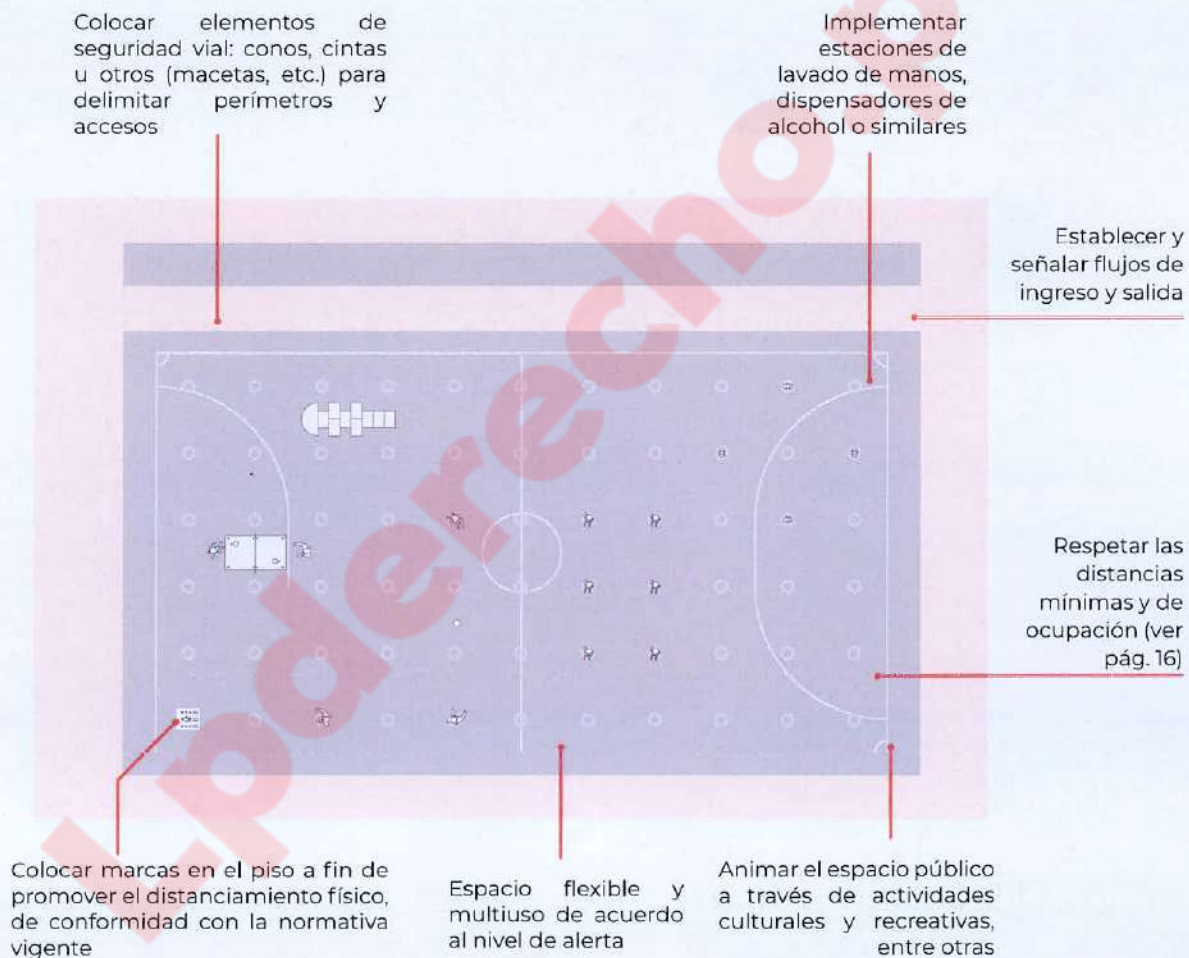 Colocar elementos de
seguridad vial: conos, cintas
u otros (macetas, etc.) para
delimitar perímetros y
accesos
Implementar
estaciones de
lavado de manos,
dispensadores de
alcohol o similares
Establecer y
señalar flujos de
ingreso y salida
Respetar las
distancias
mínimas y de
ocupación (ver
pág. 16)
Colocar marcas en el piso a fin de
promover el distanciamiento físico,
de conformidad con la normativa
vigente
Espacio flexible y
multiuso de acuerdo
al nivel de alerta
Animar el espacio público
a través de actividades
culturales y recreativas,
entre otras
Lpderecho.p